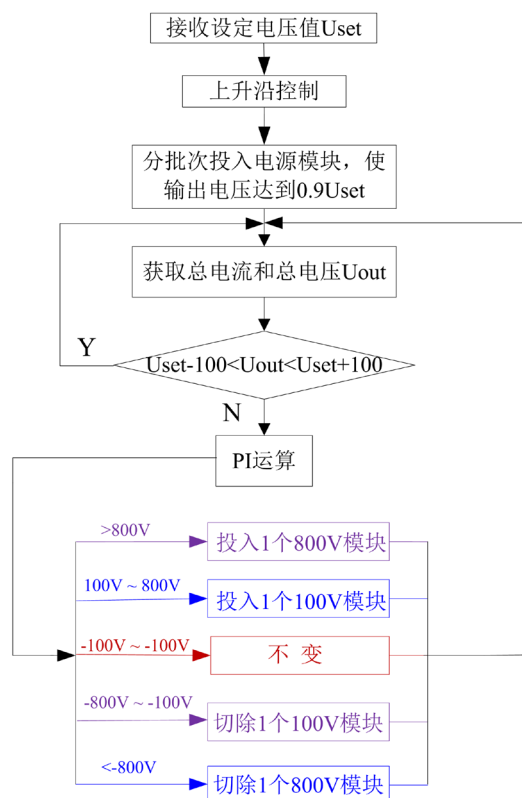 接收设定电压值Uset
上升沿控制
分批次投入电源模块，使
输出电压达到0.9Uset
获取总电流和总电压Uout
Y
Uset-100<Uout<Uset+100
N
PI运算
>800V
投入1个800V模块
100V ~ 800V
投入1个100V模块
-100V ~ -100V
不 变
-800V ~ -100V
切除1个100V模块
<-800V
切除1个800V模块